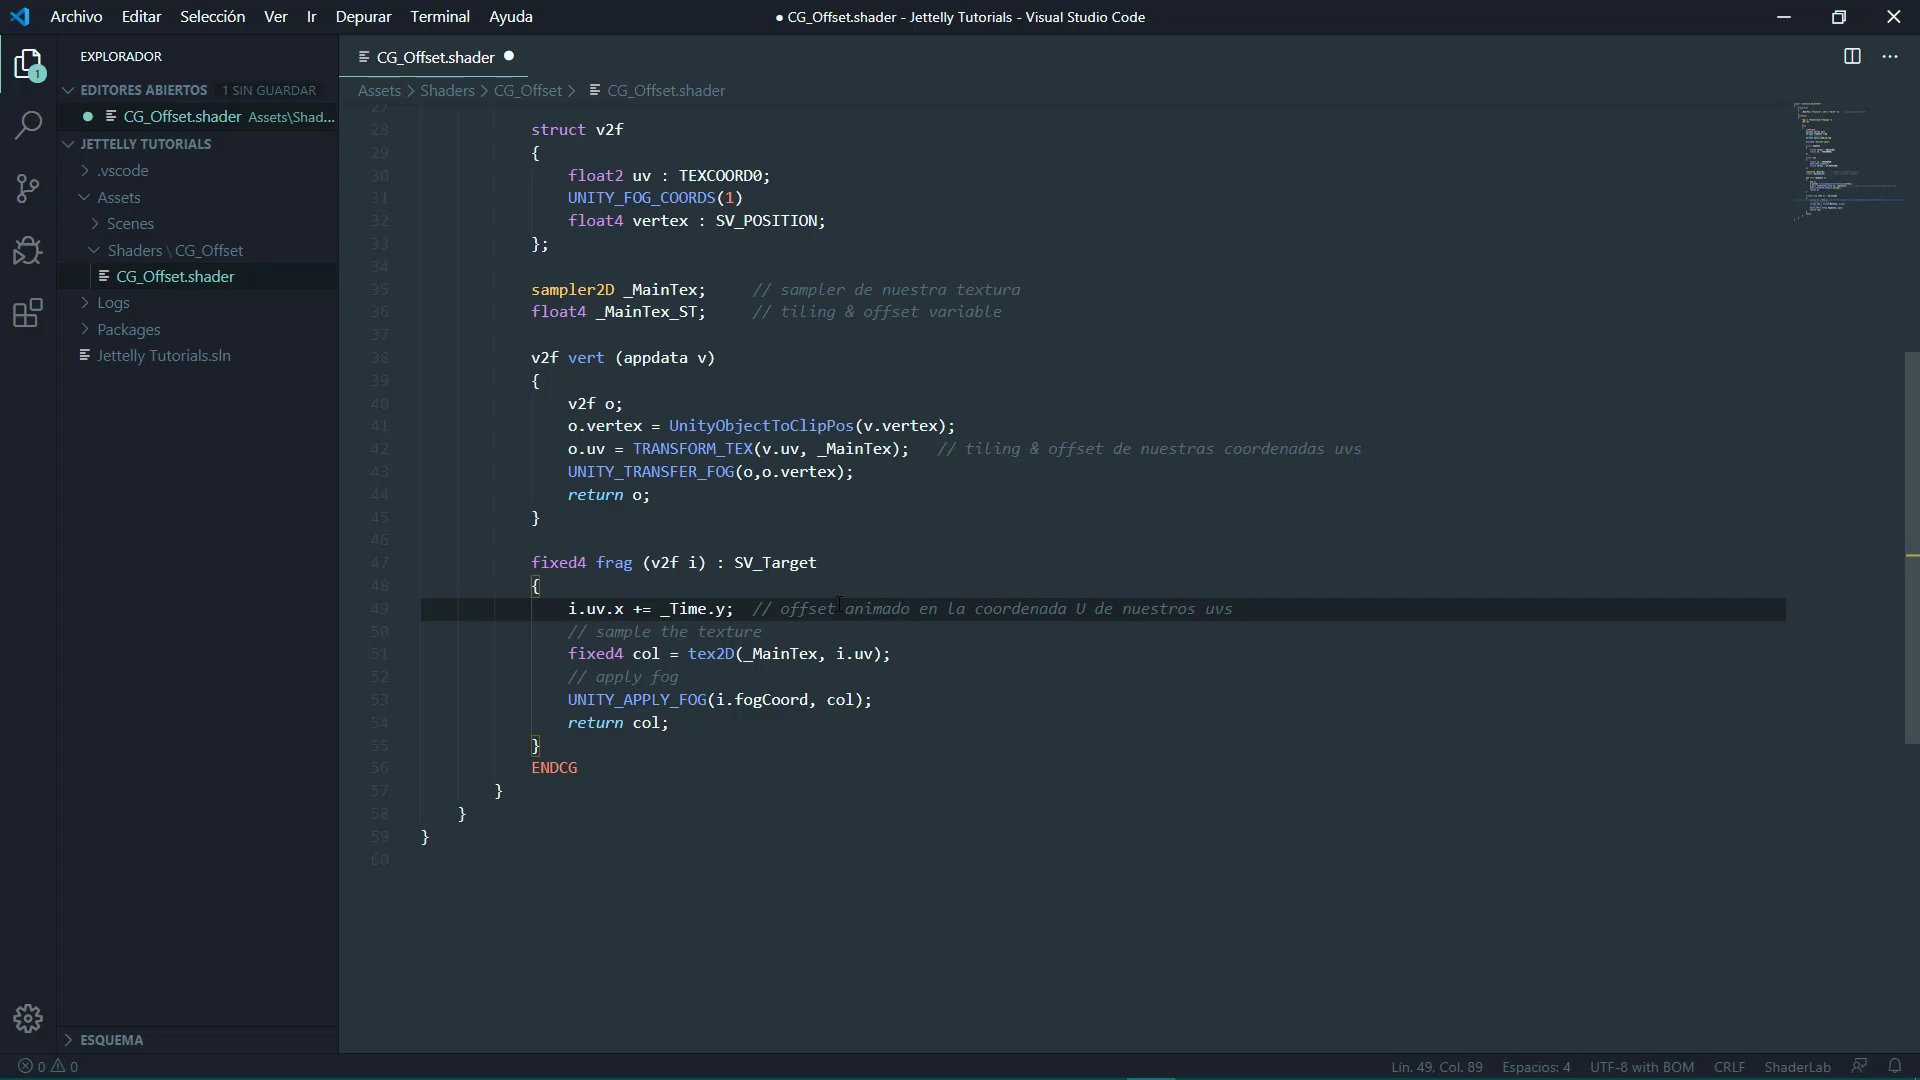 Archivo Editar Selección Ver Ir Depurar Terminal Ayuda
● CG_Offset.shader - Jettelly Tutorials - Visual Studio Code
EXPLORADOR
EDITORES ABIERTOS 1 SIN GUARDAR
CG_Offset.shader Assets\Shad...
JETTELLY TUTORIALS
.vscode
Assets
Scenes
Shaders \ CG_Offset
CG_Offset.shader
Logs
Packages
Jettelly Tutorials.sln
ESQUEMA
1
CG_Offset.shader
Assets > Shaders > CG_Offset > CG_Offset.shader
27
28 struct v2f
29 {
30 float2 uv : TEXCOORD0;
31 UNITY_FOG_COORDS(1)
32 float4 vertex : SV_POSITION;
33 };
34
35 sampler2D _MainTex; // sampler de nuestra textura
36 float4 _MainTex_ST; // tiling & offset variable
37
38 v2f vert (appdata v)
39 {
40 v2f o;
41 o.vertex = UnityObjectToClipPos(v.vertex);
42 o.uv = TRANSFORM_TEX(v.uv, _MainTex); // tiling & offset de nuestras coordenadas uvs
43 UNITY_TRANSFER_FOG(o,o.vertex);
44 return o;
45 }
46
47 fixed4 frag (v2f i) : SV_Target
48 {
49 i.uv.x += _Time.y; // offset animado en la coordenada U de nuestros uvs
50 // sample the texture
51 fixed4 col = tex2D(_MainTex, i.uv);
52 // apply fog
53 UNITY_APPLY_FOG(i.fogCoord, col);
54 return col;
55 }
56 ENDCG
57 }
58 }
59 }
60
0 0
Lín. 49, Col. 89 Espacios: 4 UTF-8 with BOM CRLF ShaderLab